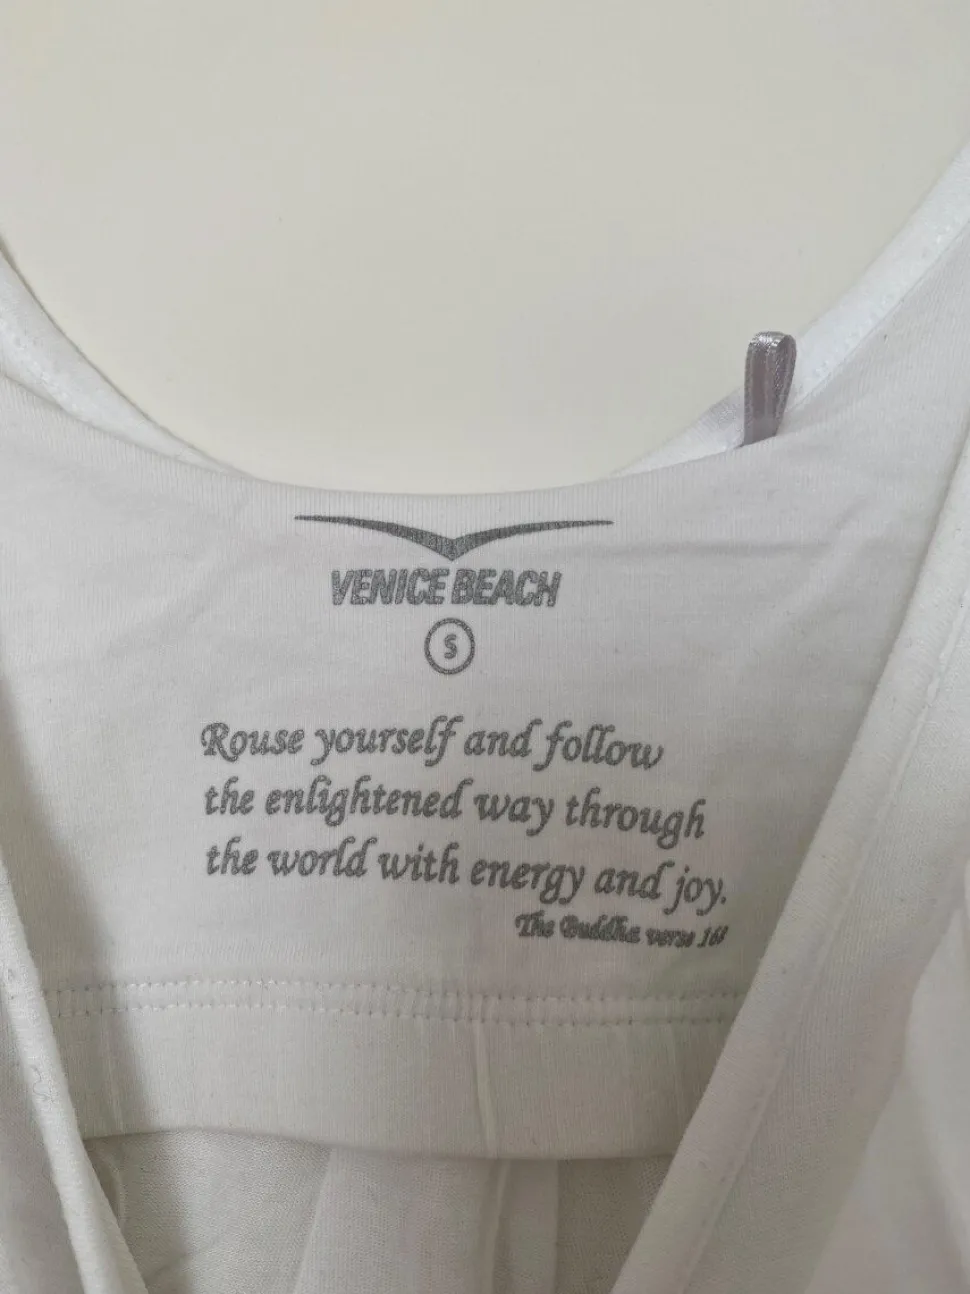 VENICE BEACH
S
Rouse yourself and follow
the enlightened way through
the world with energy and joy.
The Buddha verse 168